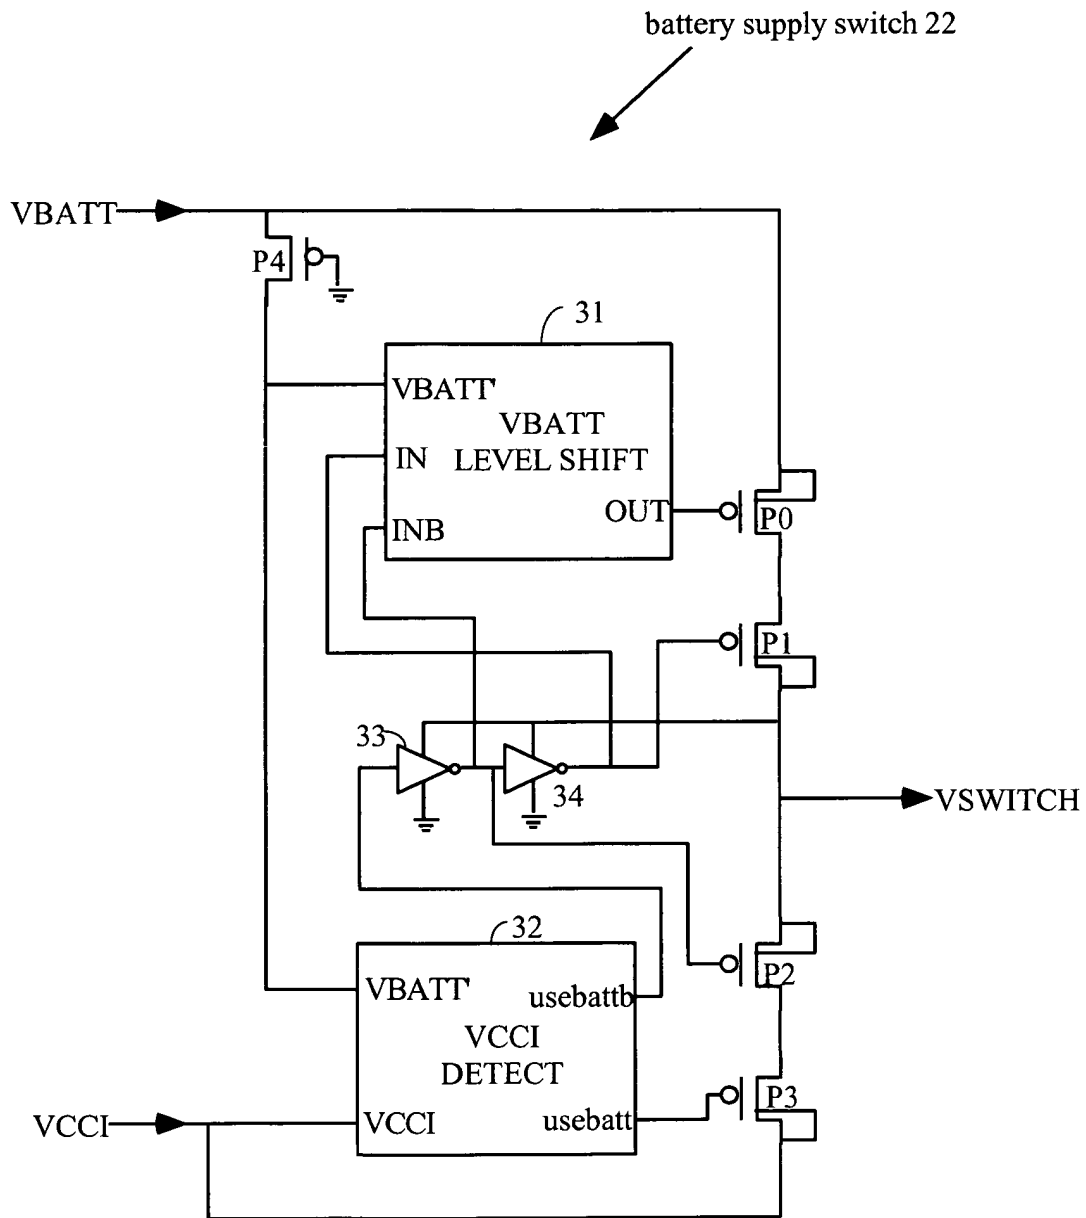 battery supply switch 22
VBATT
P4
31
VBATT'
VBATT
LEVEL SHIFT
IN
OUT
INB
P0
P1
33
34
VSWITCH
32
VBATT'
usebattb
P2
VCCI
DETECT
P3
usebatt
VCCI
VCCI